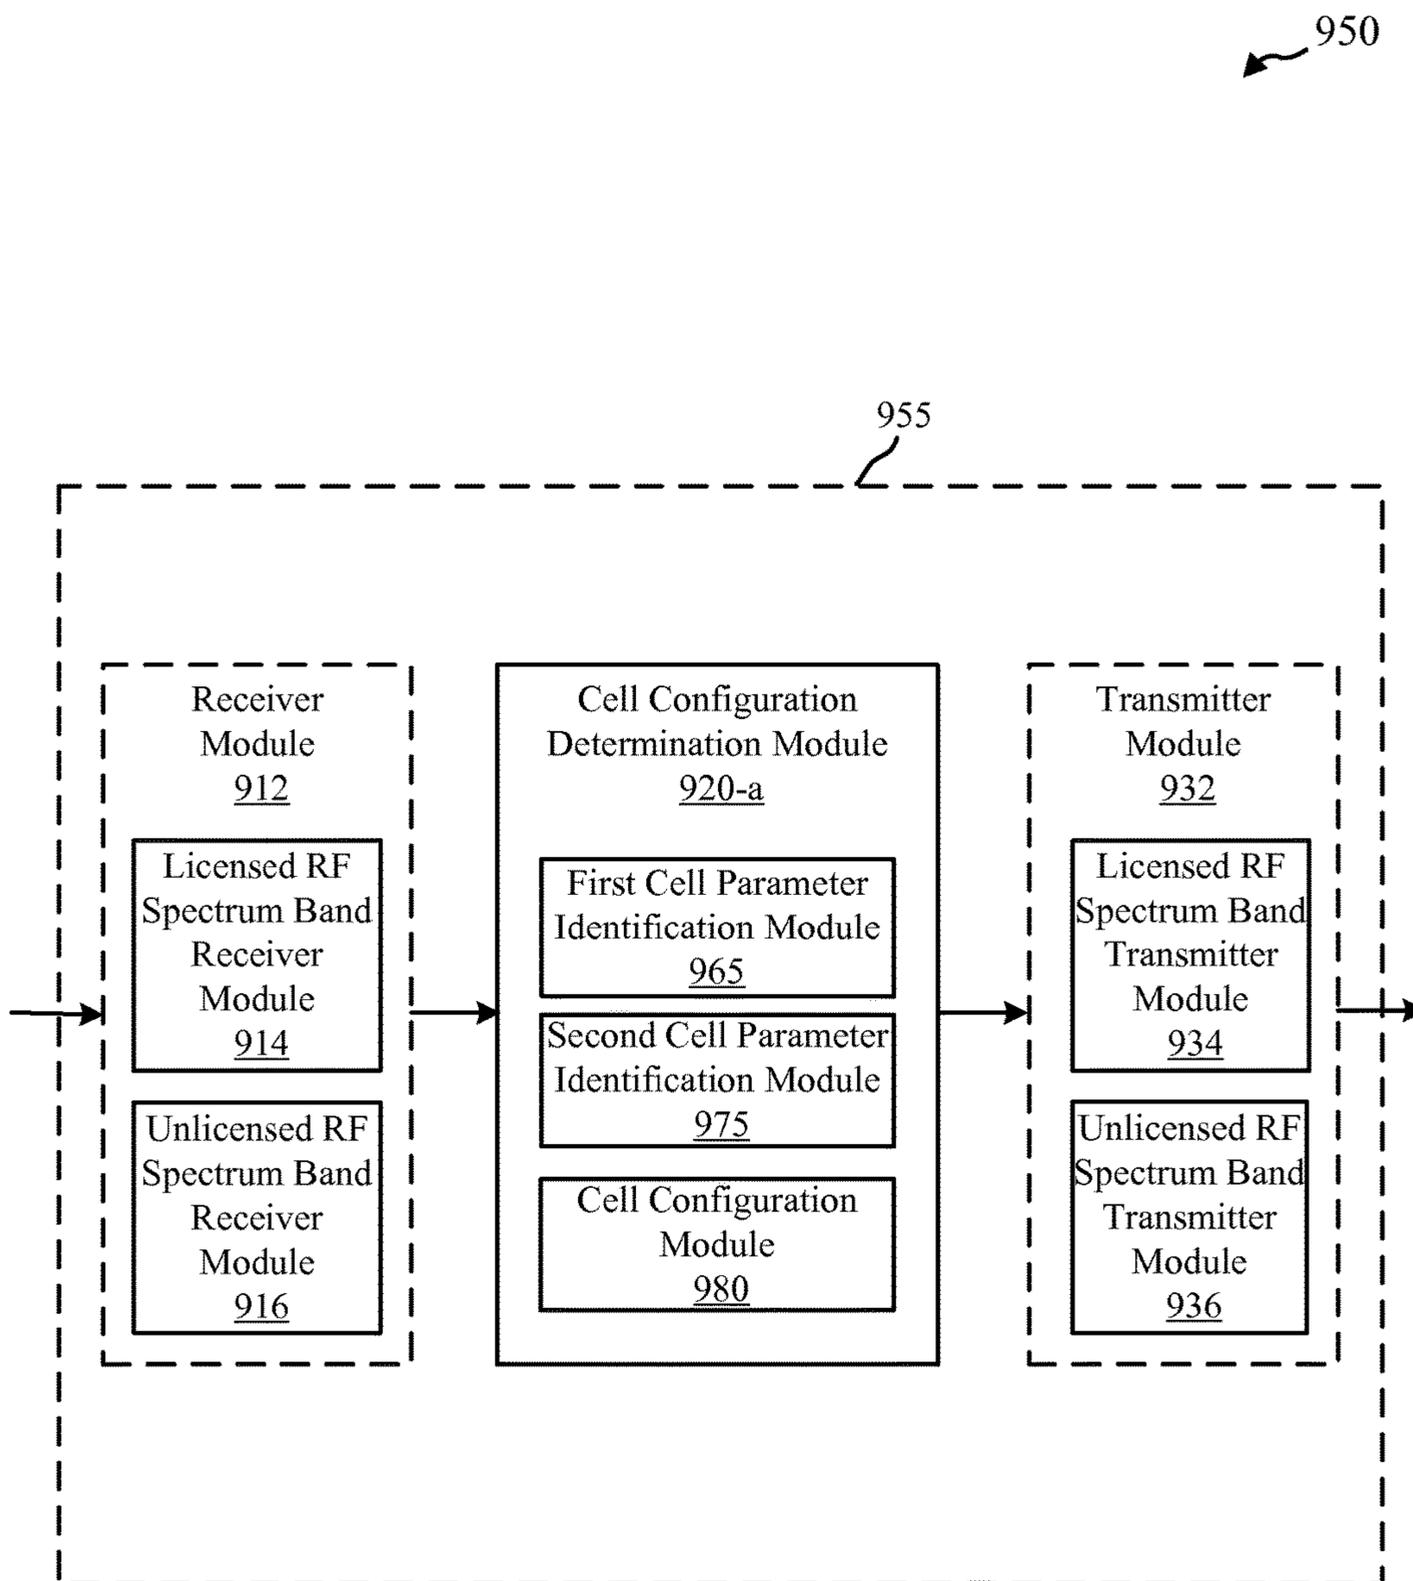 950
955
Receiver
Module
912
Licensed RF
Spectrum Band
Receiver
Module
914
Unlicensed RF
Spectrum Band
Receiver
Module
916
Cell Configuration
Determination Module
920-a
First Cell Parameter
Identification Module
965
Second Cell Parameter
Identification Module
975
Cell Configuration
Module
980
Transmitter
Module
932
Licensed RF
Spectrum Band
Transmitter
Module
934
Unlicensed RF
Spectrum Band
Transmitter
Module
936